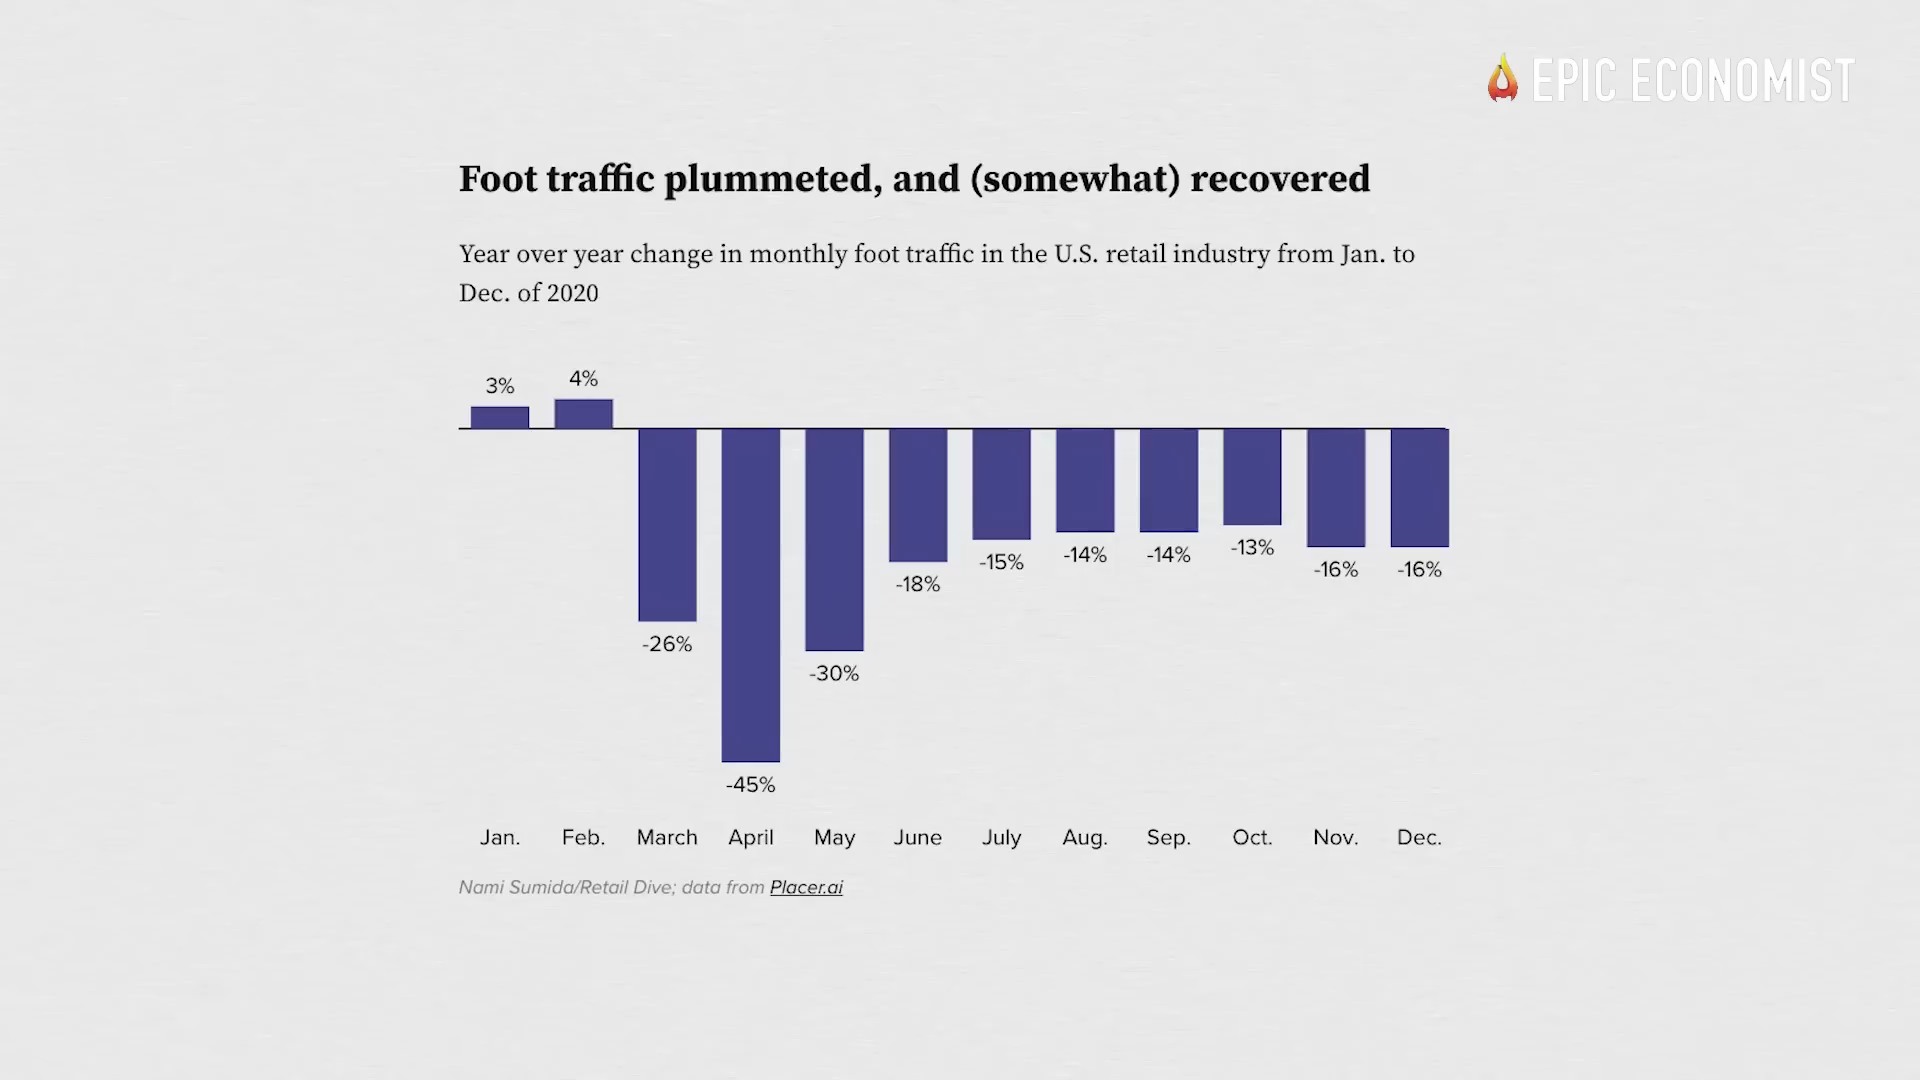 EPIC ECONOMIST
Foot traffic plummeted, and (somewhat) recovered
Year over year change in monthly foot traffic in the U.S. retail industry from Jan. to
Dec. of 2020
3%
4%
-26%
-45%
-30%
-18%
-15%
-14%
-14%
-13%
-16%
-16%
Jan. Feb. March April May June July Aug. Sep. Oct. Nov. Dec.
Nami Sumida/Retail Dive; data from Placer.ai